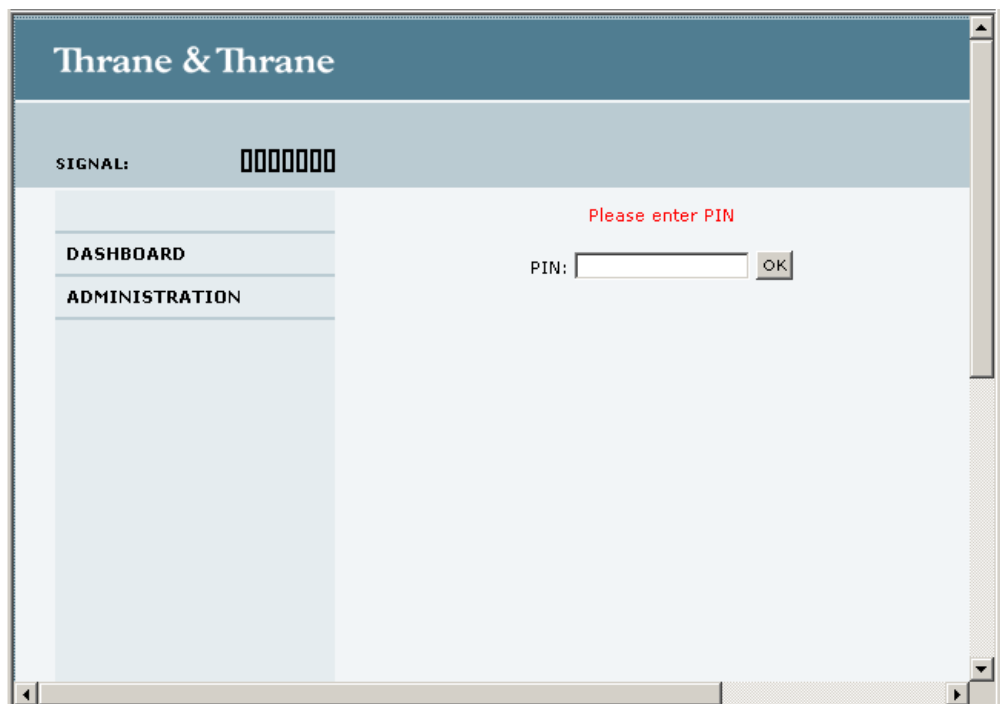 Thrane & Thrane
SIGNAL:
Please enter PIN
DASHBOARD
PIN: OK
ADMINISTRATION